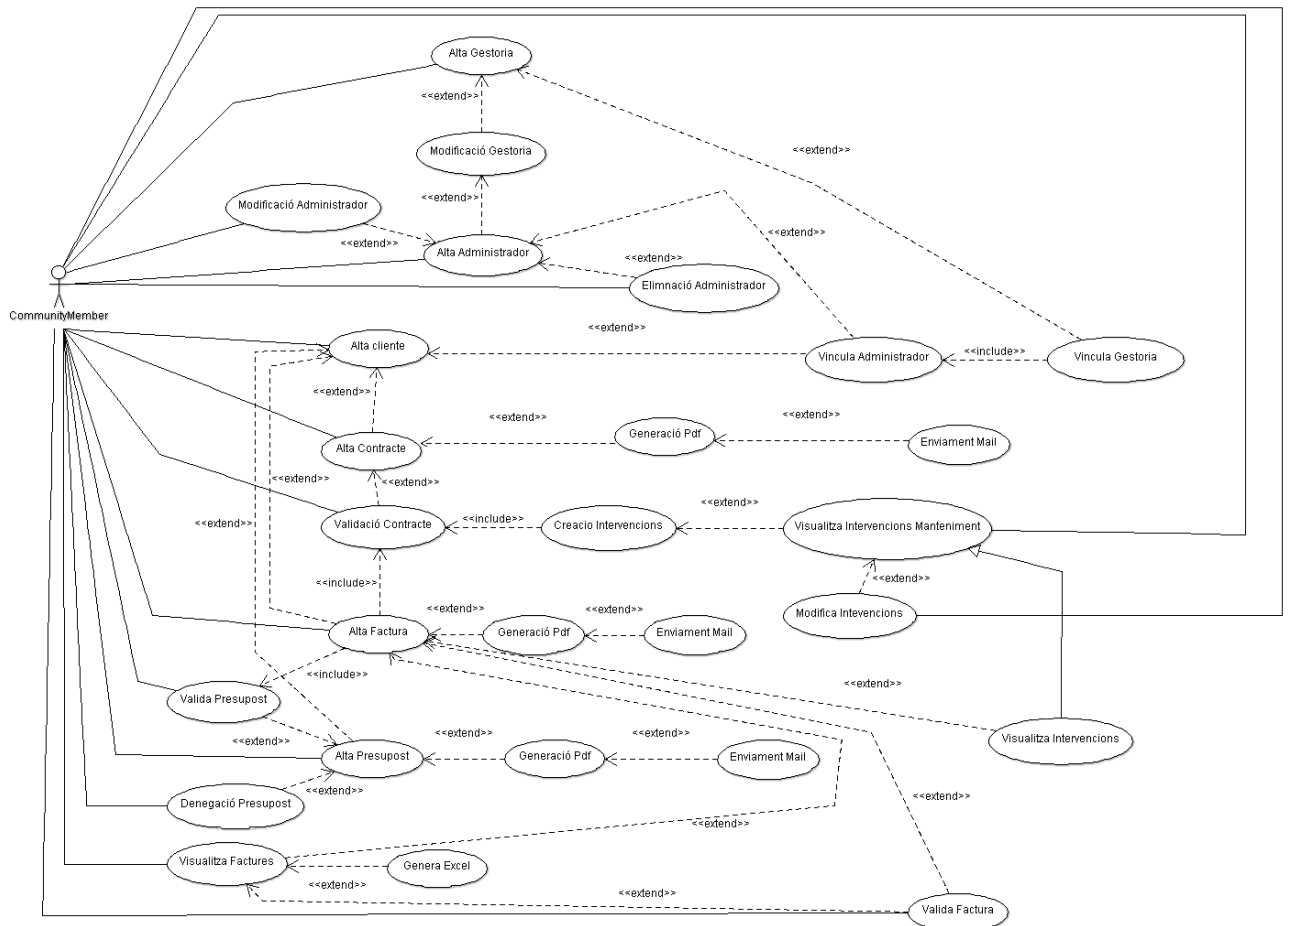 Alta Gestoria
<<extend>>
Modificació Gestoria
<<extend>>
<<extend>>
Modificació Administrador
<<extend>>
<<extend>>
Alta Administrador
<<extend>>
Elimnació Administrador
CommunityMember
<<extend>>
Alta cliente
Vincula Administrador
<<include>>
Vincula Gestoria
<<extend>>
<<extend>>
<<extend>>
Alta Contracte
Generació Pdf
Enviament Mail
<<extend>>
<<extend>>
<<extend>>
<<extend>>
Validació Contracte
<<include>>
Creacio Intervencions
Visualitza Intervencions Manteniment
<<include>>
<<extend>>
Modifica Intevencions
<<extend>>
<<extend>>
Alta Factura
Generació Pdf
Enviament Mail
<<include>>
<<extend>>
Valida Presupost
<<extend>>
<<extend>>
<<extend>>
Visualitza Intervencions
Alta Presupost
Generació Pdf
Enviament Mail
<<extend>>
<<extend>>
Denegació Presupost
<<extend>>
Visualitza Factures
Genera Excel
<<extend>>
<<extend>>
Valida Factura